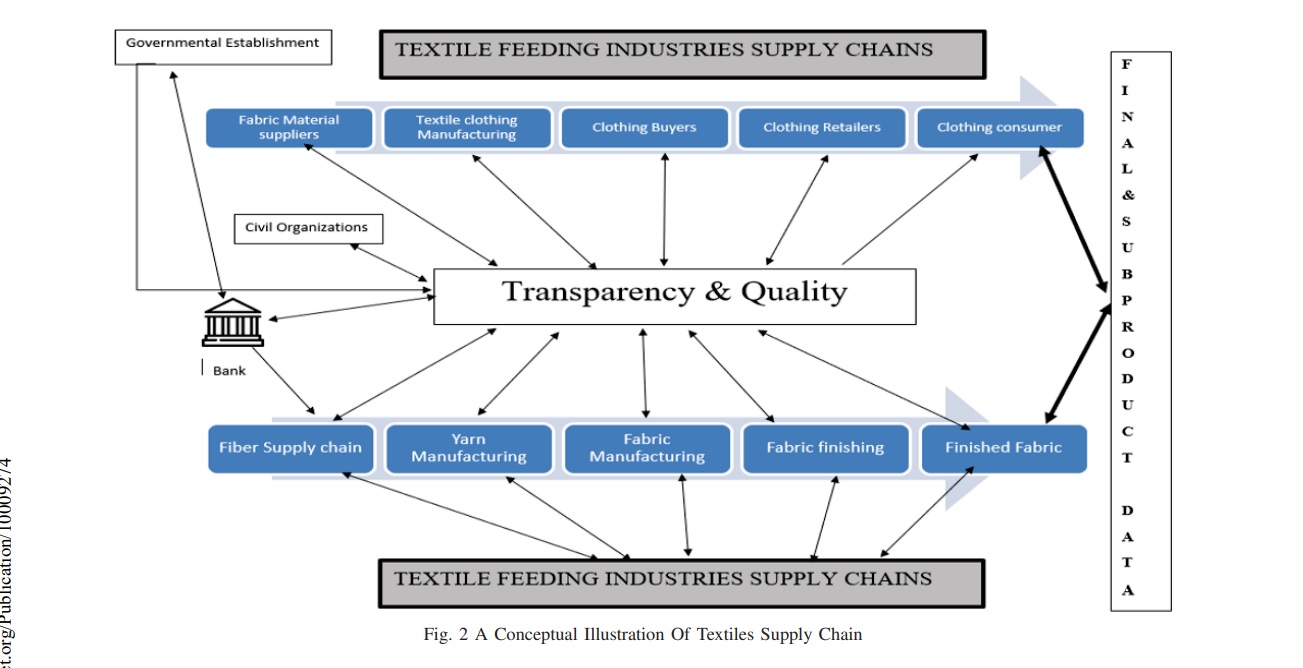 Governmental Establishment
TEXTILE FEEDING INDUSTRIES SUPPLY CHAINS
Fabric Material
suppliers
Textile clothing
Manufacturing
Clothing Buyers
Clothing Retailers
Clothing consumer
Civil Organizations
Transparency & Quality
Bank
Fiber Supply chain
Yarn
Manufacturing
Fabric
Manufacturing
Fabric finishing
Finished Fabric
TEXTILE FEEDING INDUSTRIES SUPPLY CHAINS
F
I
N
A
L
&
S
U
B
P
R
O
D
U
C
T
D
A
T
A
Fig. 2 A Conceptual Illustration Of Textiles Supply Chain
et.org/Publication/10009274